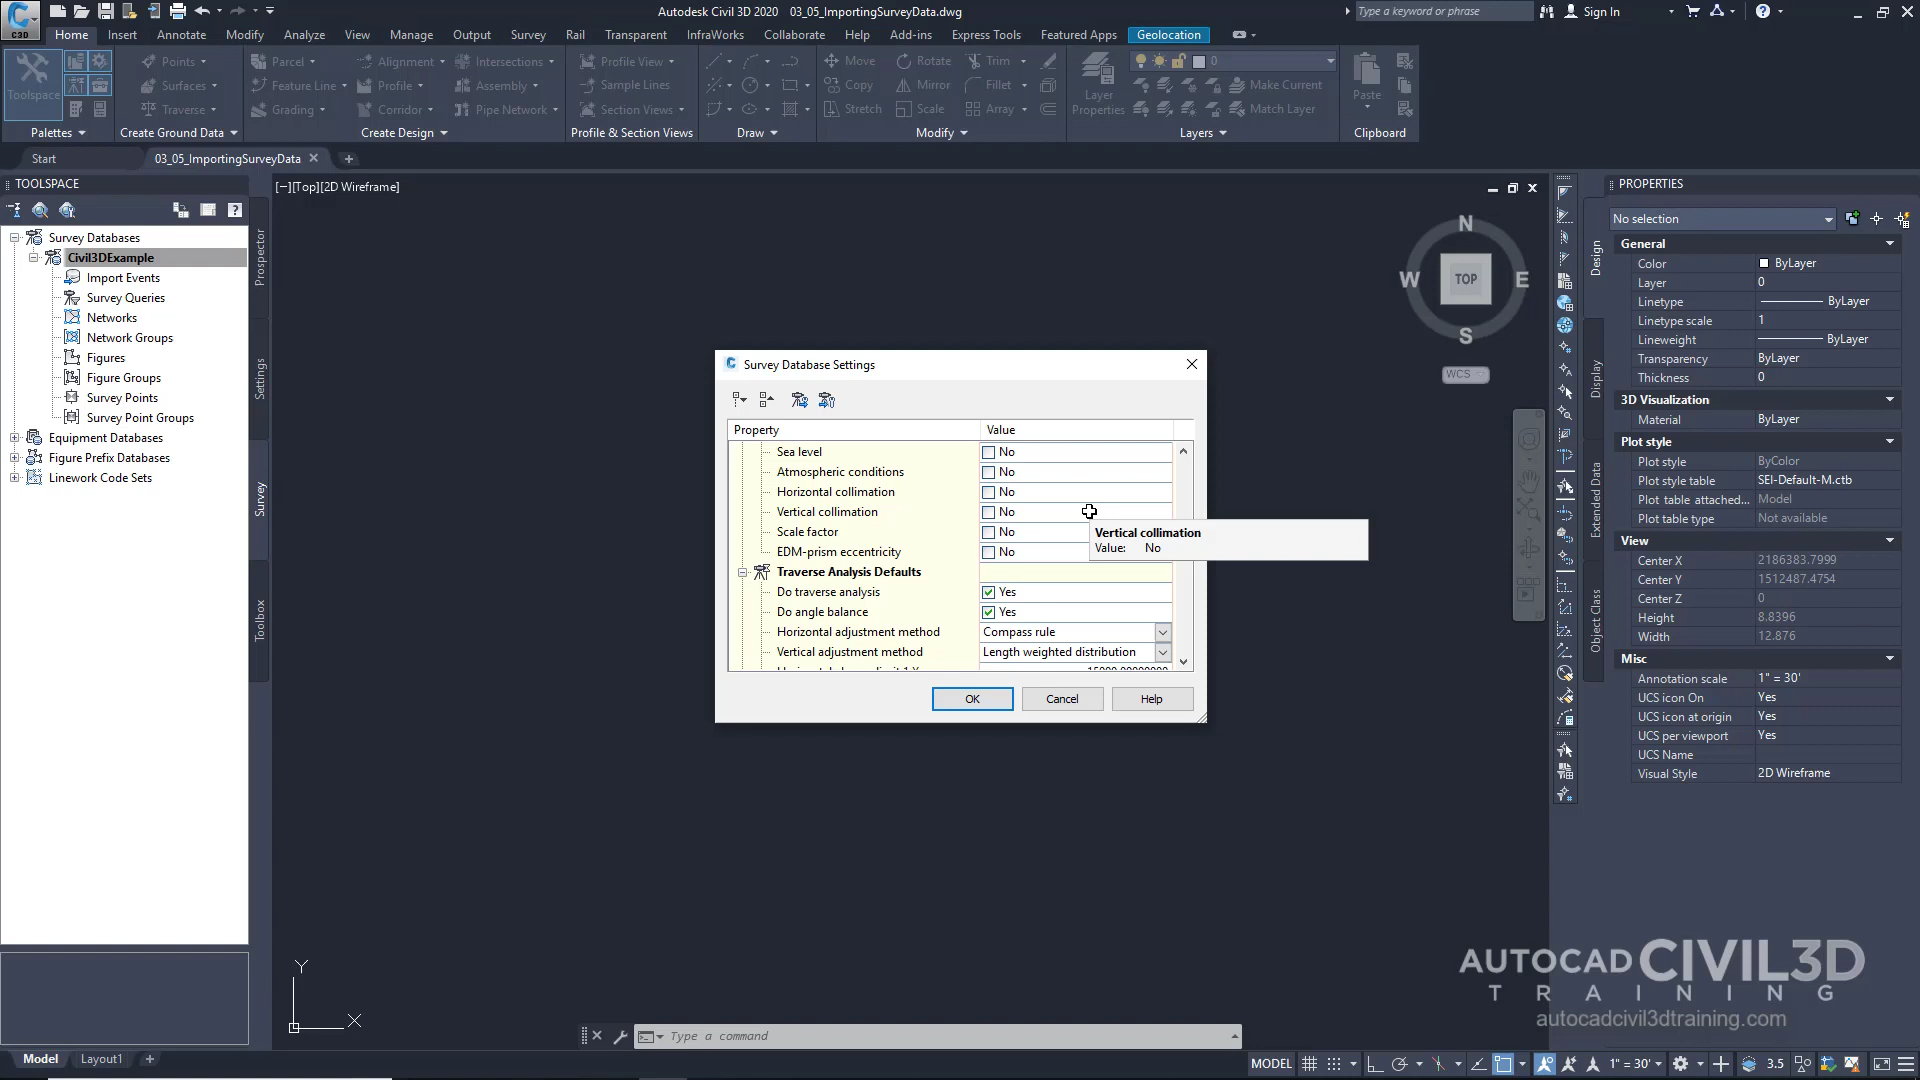 Autodesk Civil 3D 2020 03_05_ImportingSurveyData.dwg
Type a keyword or phrase
Sign In
C3D
Home Insert Annotate Modify Analyze View Manage Output Survey Rail Transparent InfraWorks Collaborate Help Add-ins Express Tools Featured Apps Geolocation
Toolspace
Points
Surfaces
Traverse
Parcel
Feature Line
Grading
Alignment
Profile
Corridor
Intersections
Assembly
Pipe Network
Profile View
Sample Lines
Section Views
Move
Copy
Stretch
Rotate
Mirror
Scale
Trim
Fillet
Array
Layer
Properties
0
Make Current
Match Layer
Paste
Palettes Create Ground Data Create Design Profile & Section Views Draw Modify Layers Clipboard
Start 03_05_ImportingSurveyData
TOOLSPACE
Survey Databases
Civil3DExample
Import Events
Survey Queries
Networks
Network Groups
Figures
Figure Groups
Survey Points
Survey Point Groups
Equipment Databases
Figure Prefix Databases
Linework Code Sets
Prospector
Settings
Survey
Toolbox
[−][Top][2D Wireframe]
N
W TOP E
S
WCS
Survey Database Settings
Property Value
Sea level No
Atmospheric conditions No
Horizontal collimation No
Vertical collimation No
Scale factor No
EDM-prism eccentricity No
Vertical collimation
Value: No
Traverse Analysis Defaults
Do traverse analysis Yes
Do angle balance Yes
Horizontal adjustment method Compass rule
Vertical adjustment method Length weighted distribution
OK Cancel Help
PROPERTIES
No selection
Design
Display
Extended Data
Object Class
General
Color ByLayer
Layer 0
Linetype ByLayer
Linetype scale 1
Lineweight ByLayer
Transparency ByLayer
Thickness 0
3D Visualization
Material ByLayer
Plot style
Plot style ByColor
Plot style table SEI-Default-M.ctb
Plot table attached... Model
Plot table type Not available
View
Center X 2186383.7999
Center Y 1512487.4754
Center Z 0
Height 8.8396
Width 12.876
Misc
Annotation scale 1" = 30'
UCS icon On Yes
UCS icon at origin Yes
UCS per viewport Yes
UCS Name
Visual Style 2D Wireframe
Y
X
AUTOCAD CIVIL3D
TRAINING
autocadcivil3dtraining.com
Type a command
Model Layout1
MODEL 1" = 30' 3.5